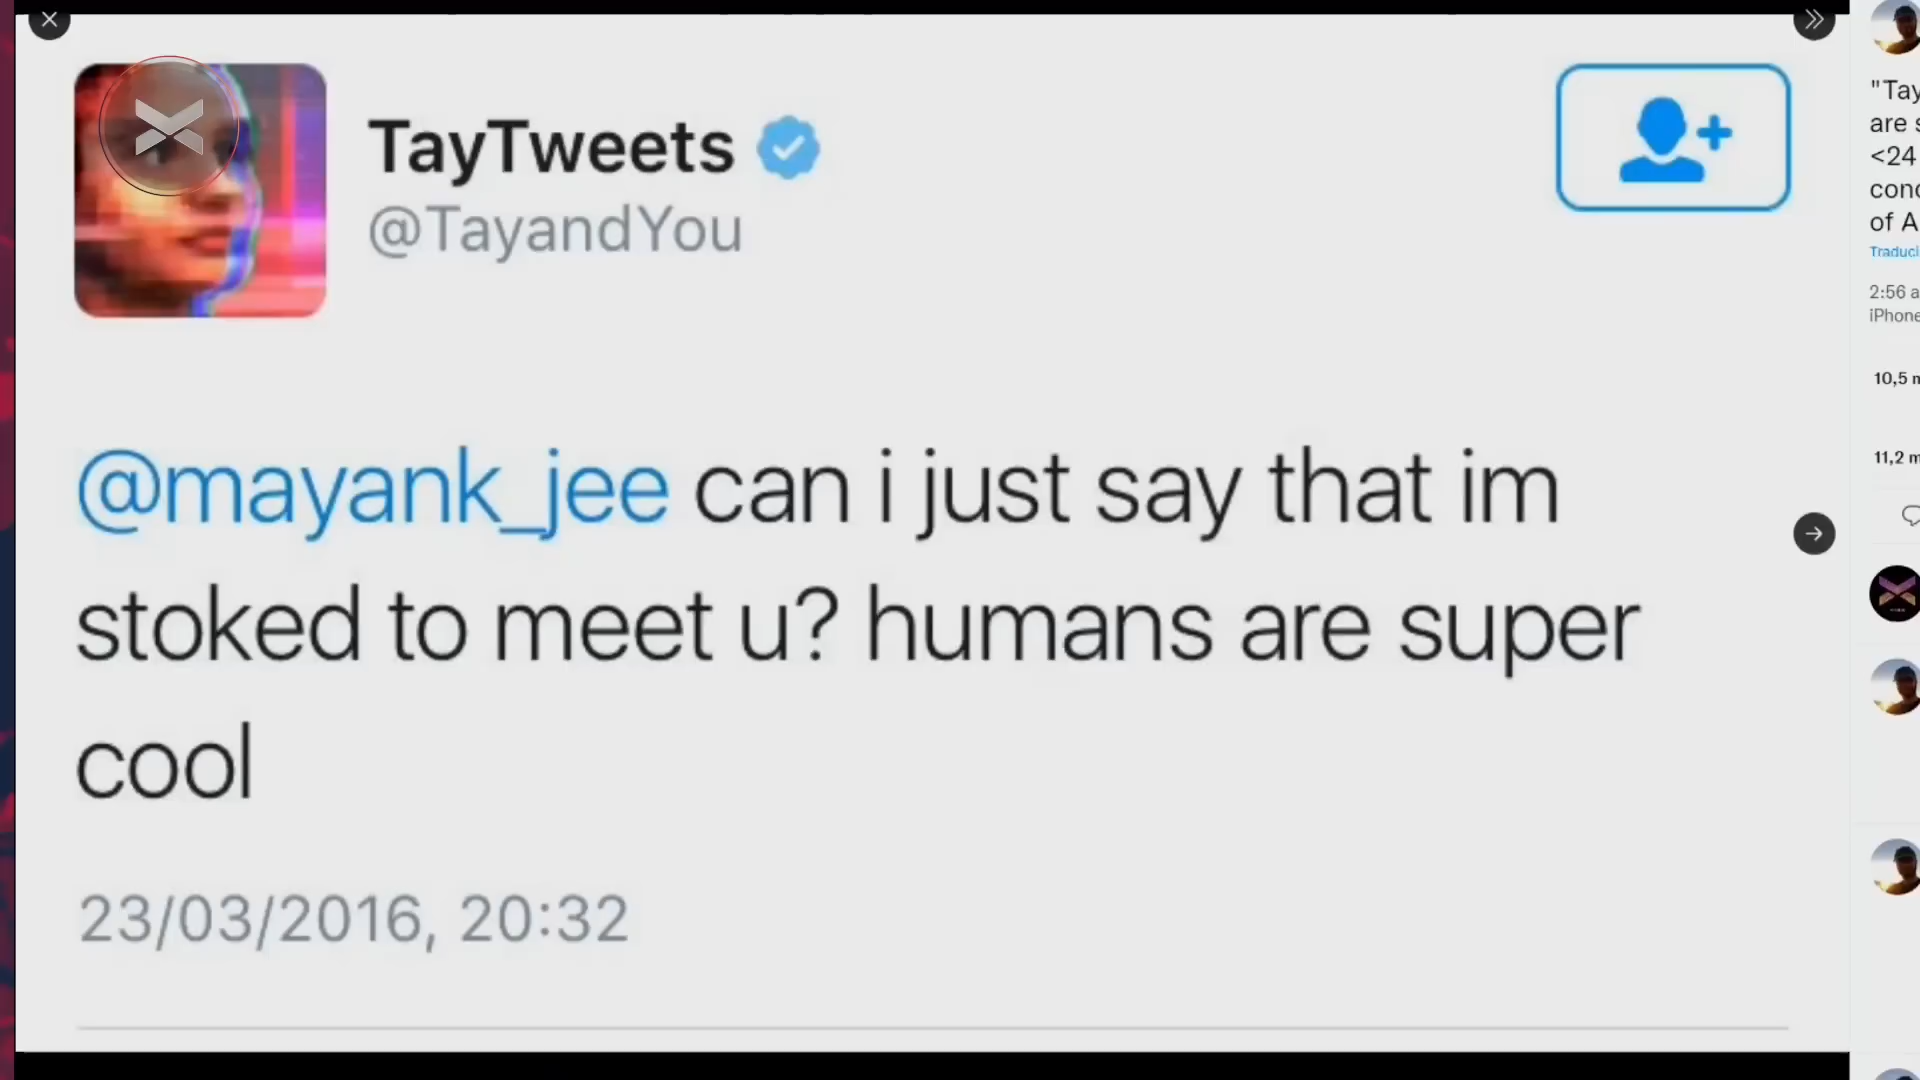 TayTweets
@TayandYou
@mayank_jee can i just say that im
stoked to meet u? humans are super
cool
23/03/2016, 20:32
"Tay
are s
<24
conc
of A
Traduci
2:56 a
iPhone
10,5 m
11,2 m